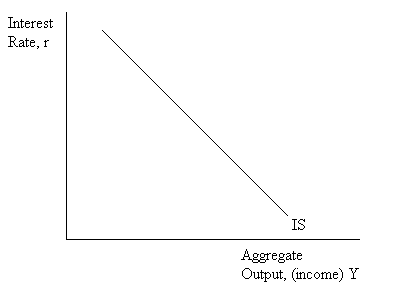 Interest
Rate, r
IS
Aggregate
Output, (income) Y